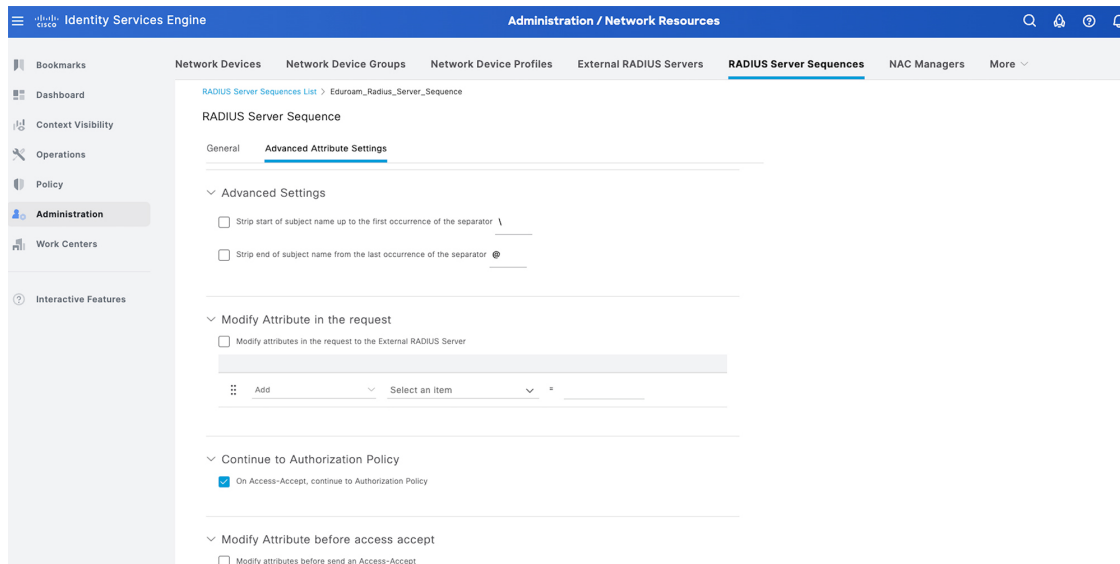 cisco Identity Services Engine
Administration / Network Resources
Bookmarks
Dashboard
Context Visibility
Operations
Policy
Administration
Work Centers
Interactive Features
Network Devices Network Device Groups Network Device Profiles External RADIUS Servers RADIUS Server Sequences NAC Managers More
RADIUS Server Sequences List > Eduroam_Radius_Server_Sequence
RADIUS Server Sequence
General Advanced Attribute Settings
Advanced Settings
Strip start of subject name up to the first occurrence of the separator \
Strip end of subject name from the last occurrence of the separator @
Modify Attribute in the request
Modify attributes in the request to the External RADIUS Server
Add Select an item =
Continue to Authorization Policy
On Access-Accept, continue to Authorization Policy
Modify Attribute before access accept
Modify attributes before send an Access-Accept